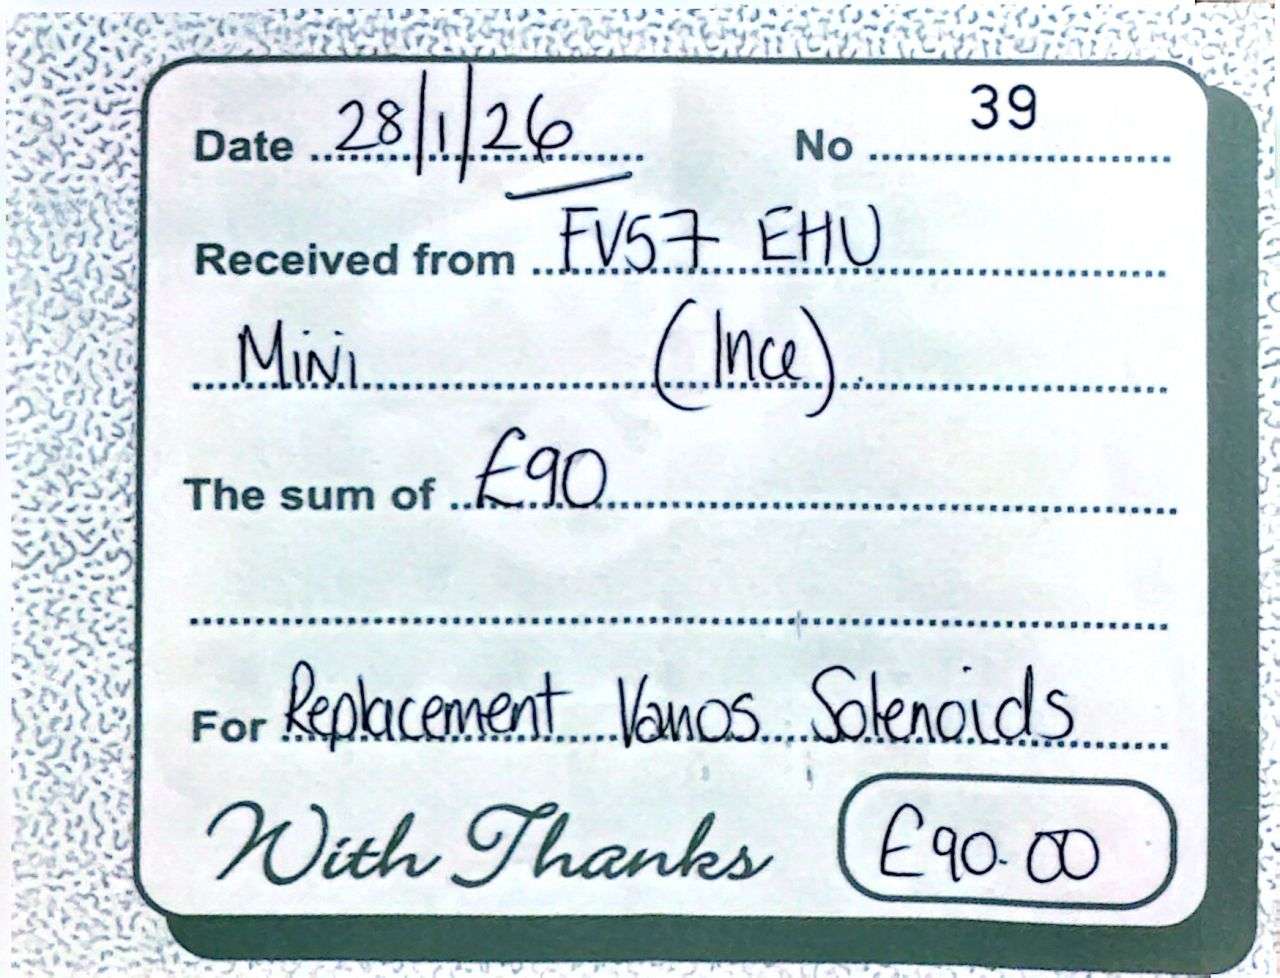 Date 28/1/26 No 39
Received from FV57 EHU
Mini (Ince)
The sum of £90
For Replacement Vanos Solenoids
With Thanks £90.00